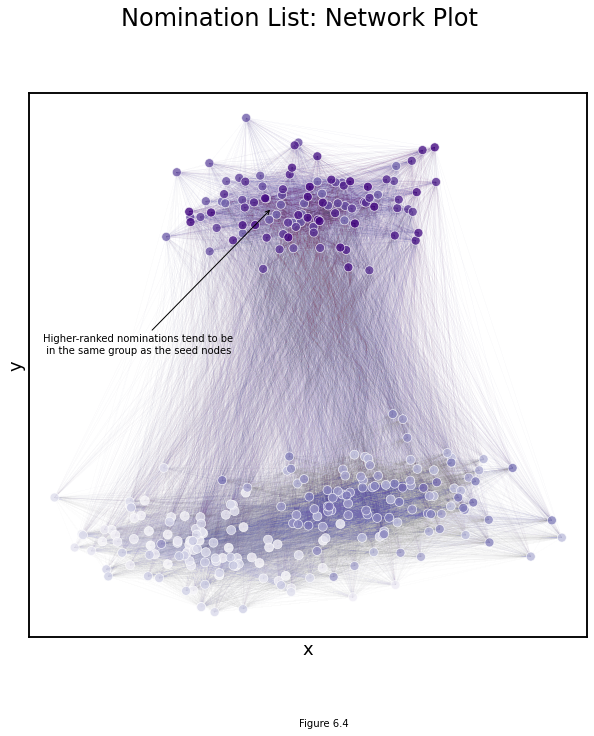 Nomination List: Network Plot
Higher-ranked nominations tend to be
in the same group as the seed nodes
y
x
Figure 6.4